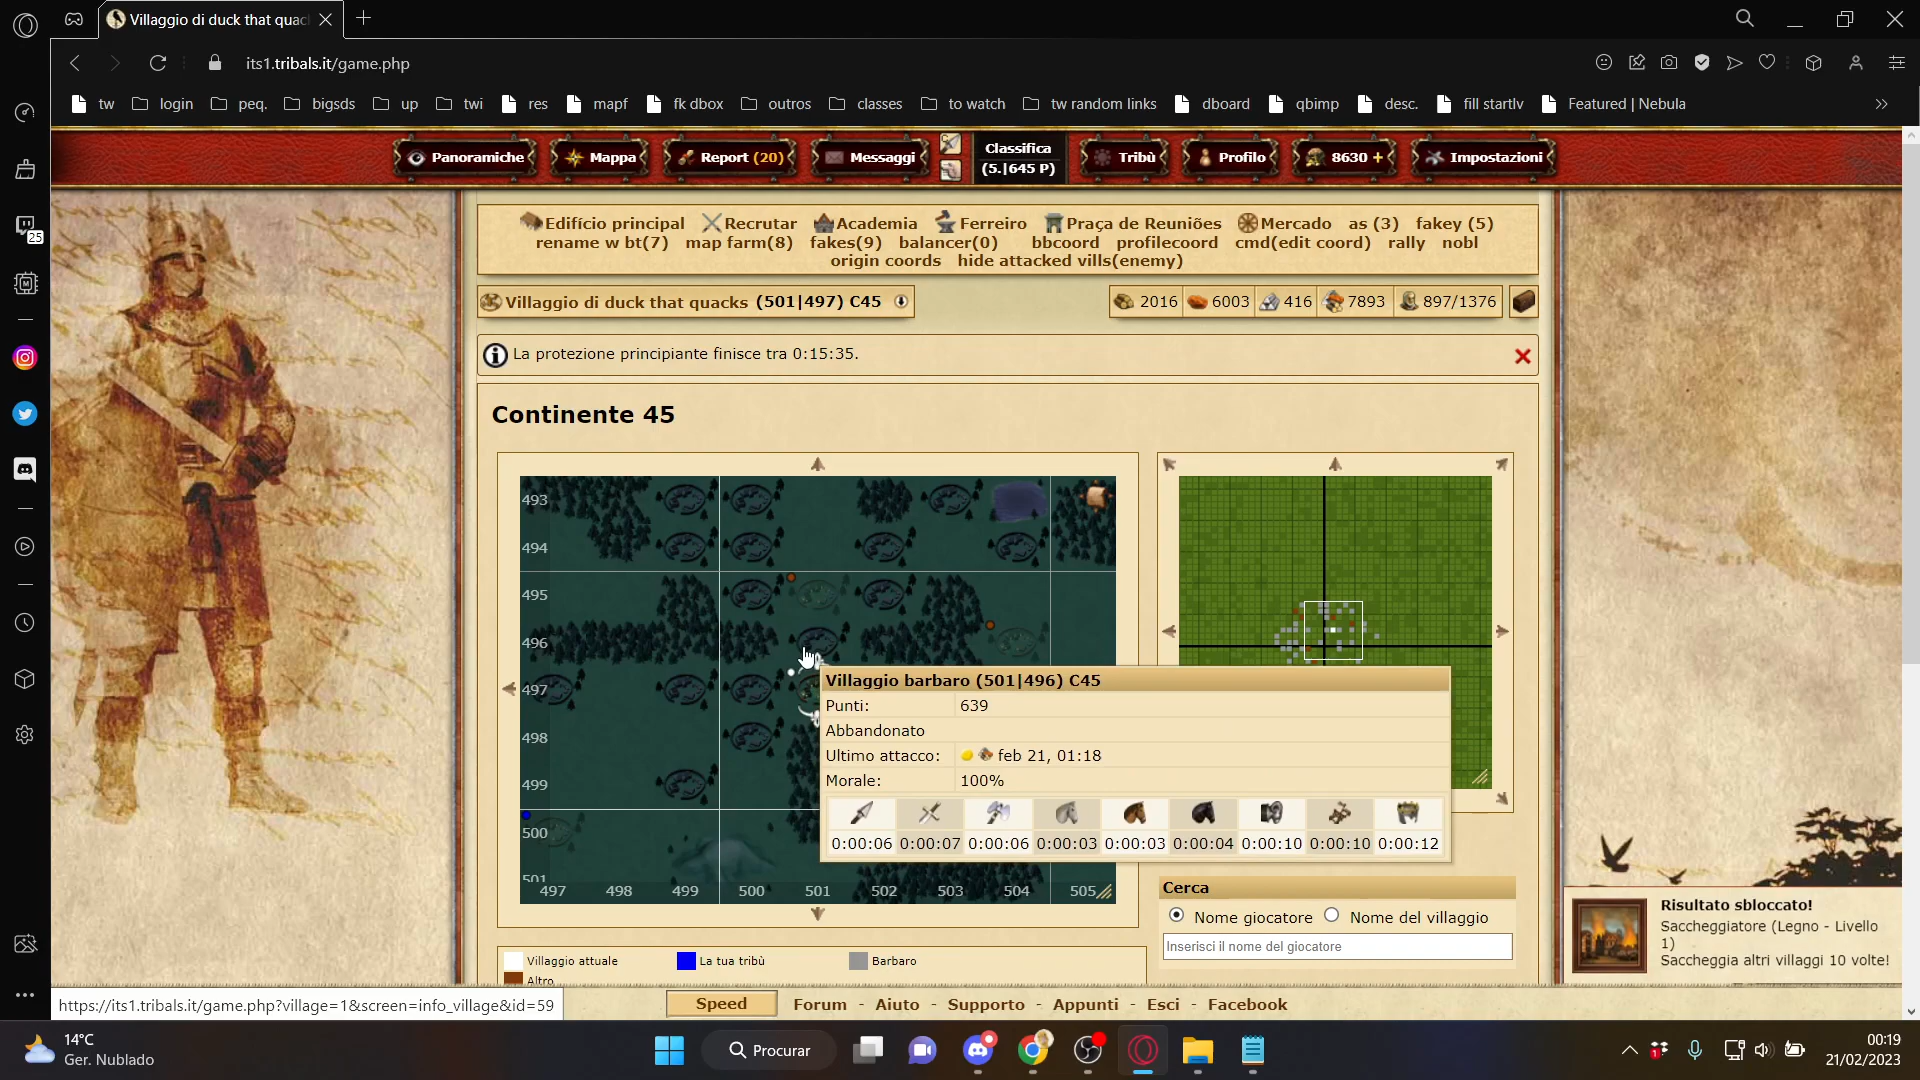 Villaggio di duck that quac
its1.tribals.it/game.php
tw login peq. bigsds up twi res mapf fk dbox outros classes to watch tw random links dboard qbimp desc. fill startlv Featured | Nebula
25
Panoramiche Mappa Report (20) Messaggi Classifica Tribù Profilo 8630 Impostazioni
(5.|645 P)
Edifício principal Recrutar Academia Ferreiro Praça de Reuniões Mercado as (3) fakey (5)
rename w bt(7) map farm(8) fakes(9) balancer(0) bbcoord profilecoord cmd(edit coord) rally nobl
origin coords hide attacked vills(enemy)
Villaggio di duck that quacks (501|497) C45
2016 6003 416 7893 897/1376
La protezione principiante finisce tra 0:15:35.
Continente 45
493
494
495
496
497
498
499
500
501
497 498 499 500 501 502 503 504 505
Villaggio barbaro (501|496) C45
Punti: 639
Abbandonato
Ultimo attacco: feb 21, 01:18
Morale: 100%
0:00:06 0:00:07 0:00:06 0:00:03 0:00:03 0:00:04 0:00:10 0:00:10 0:00:12
Cerca
Nome giocatore Nome del villaggio
Inserisci il nome del giocatore
Villaggio attuale La tua tribù Barbaro
Altro
Risultato sbloccato!
Saccheggiatore (Legno - Livello
1)
Saccheggia altri villaggi 10 volte!
https://its1.tribals.it/game.php?village=1&screen=info_village&id=59
Speed Forum - Aiuto - Supporto - Appunti - Esci - Facebook
14°C
Ger. Nublado
Procurar
1
00:19
21/02/2023